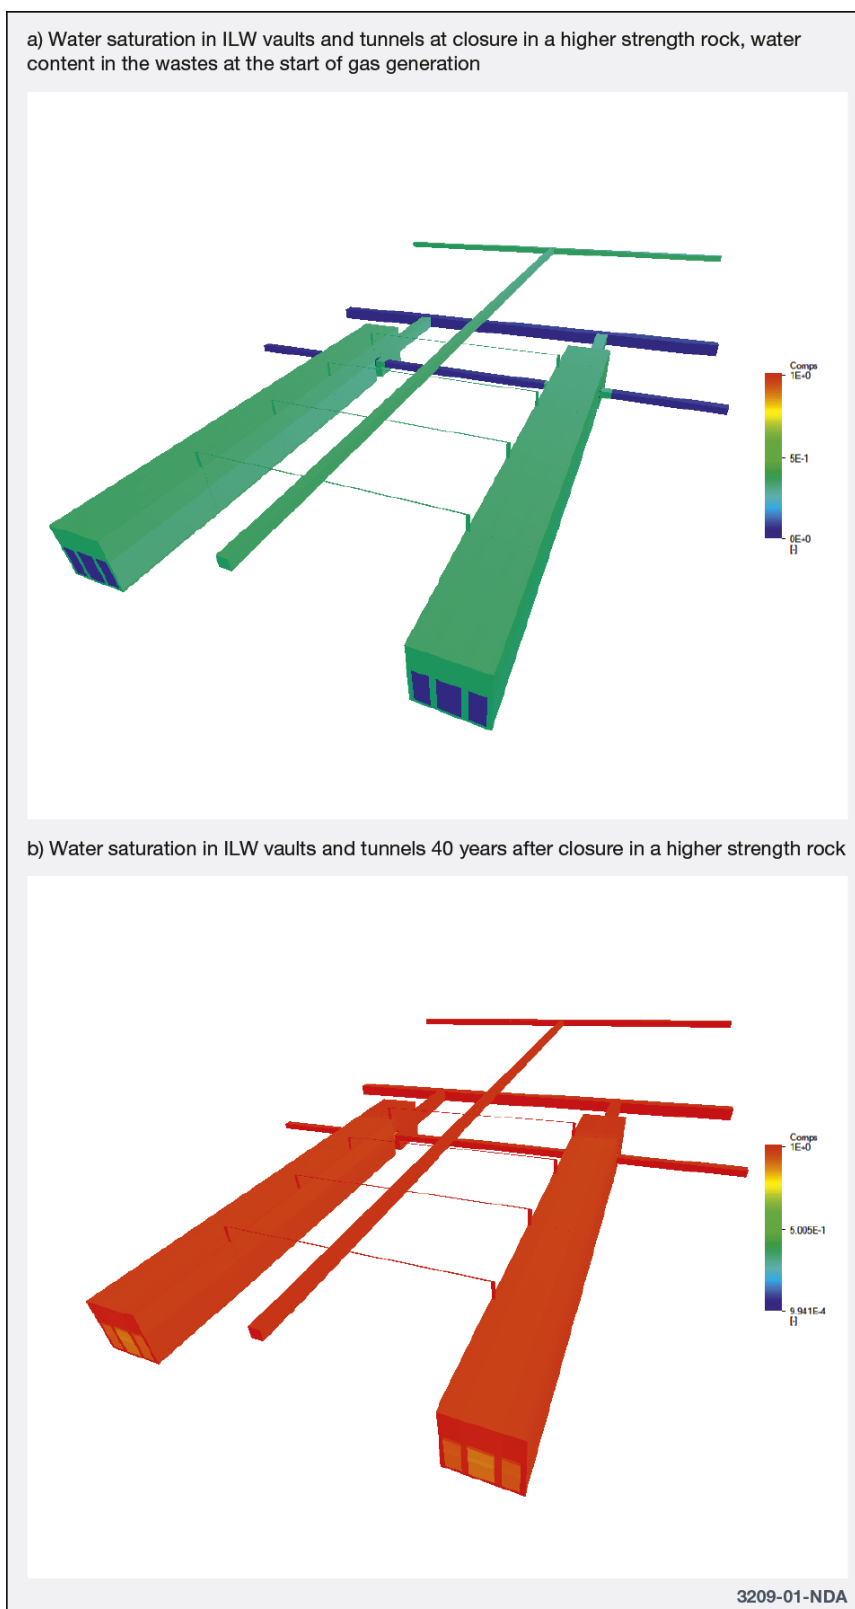 a) Water saturation in ILW vaults and tunnels at closure in a higher strength rock, water
content in the wastes at the start of gas generation
Comps
1E+0
5E-1
0E+0
[-]
b) Water saturation in ILW vaults and tunnels 40 years after closure in a higher strength rock
Comps
1E+0
5.005E-1
9.941E-4
[-]
3209-01-NDA